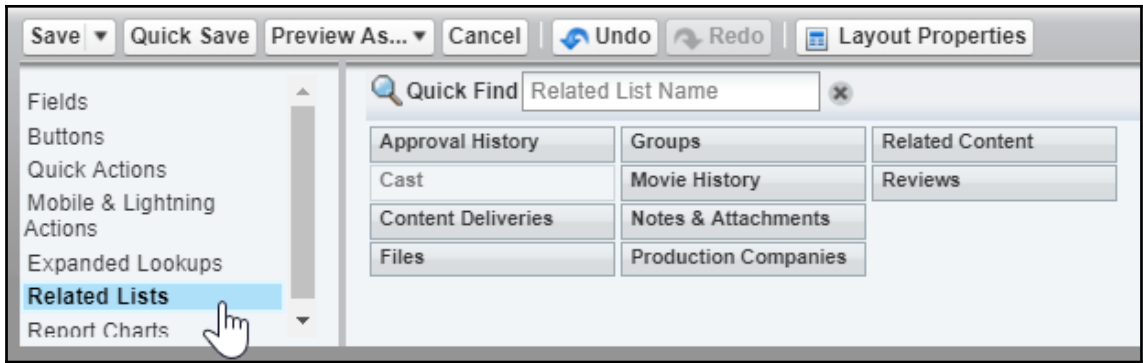 Save
Quick Save
Preview As...
Cancel
Undo
Redo
Layout Properties
Fields
Buttons
Quick Actions
Mobile & Lightning
Actions
Expanded Lookups
Related Lists
Report Charts
Quick Find
Related List Name
Approval History
Groups
Related Content
Cast
Movie History
Reviews
Content Deliveries
Notes & Attachments
Files
Production Companies